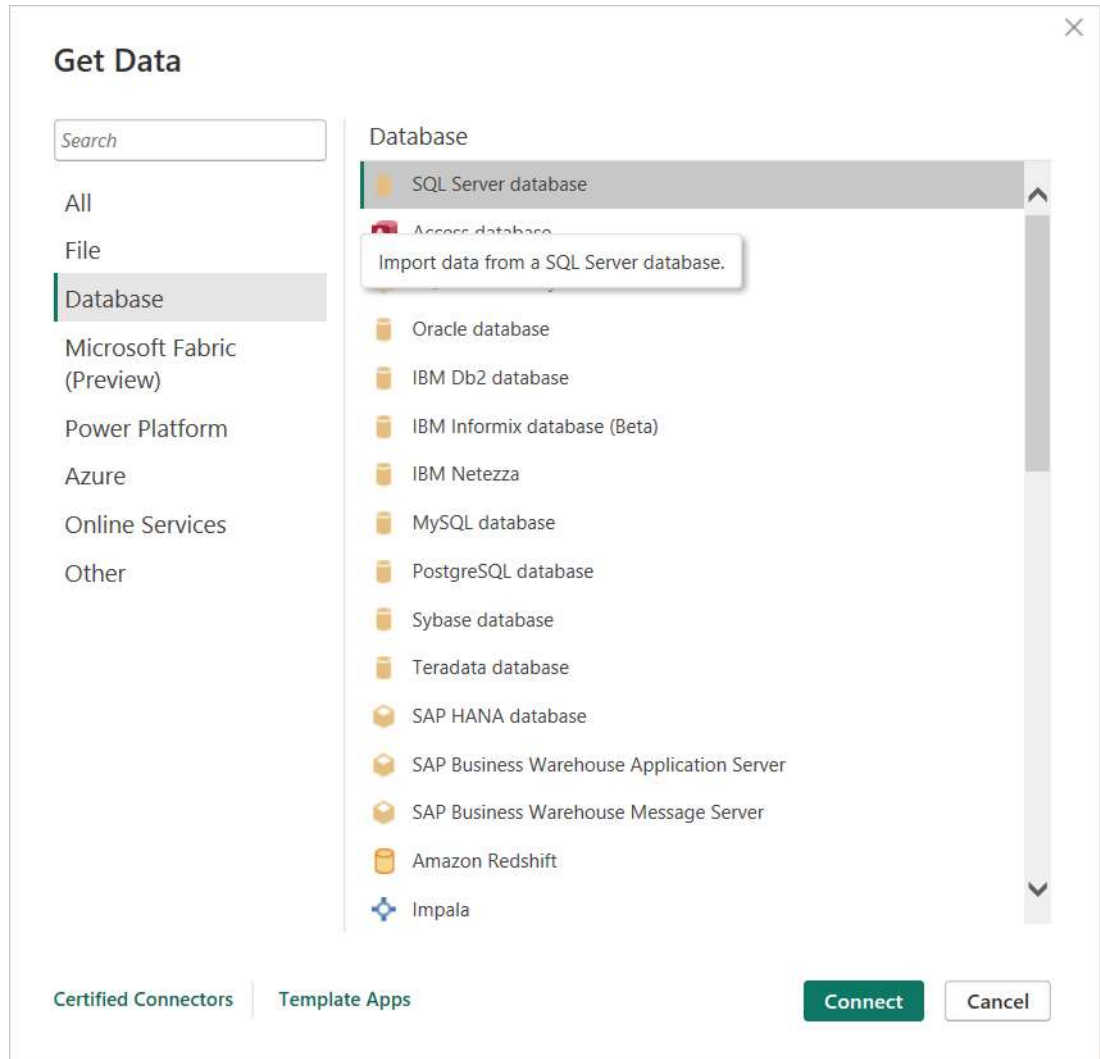 Get Data
Search
All
File
Database
Microsoft Fabric
(Preview)
Power Platform
Azure
Online Services
Other
Database
SQL Server database
Access database
Import data from a SQL Server database.
Oracle database
IBM Db2 database
IBM Informix database (Beta)
IBM Netezza
MySQL database
PostgreSQL database
Sybase database
Teradata database
SAP HANA database
SAP Business Warehouse Application Server
SAP Business Warehouse Message Server
Amazon Redshift
Impala
Certified Connectors
Template Apps
Connect
Cancel